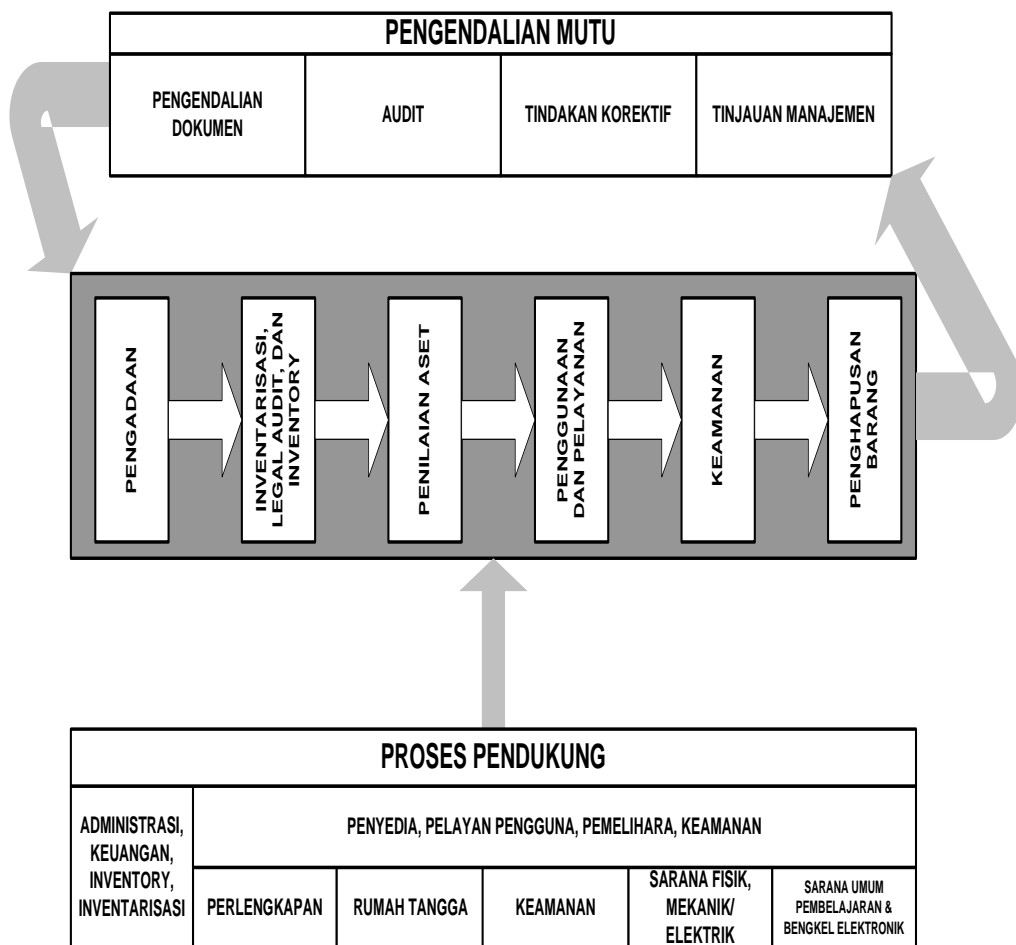 PENGENDALIAN MUTU
PENGENDALIAN
DOKUMEN
AUDIT
TINDAKAN KOREKTIF
TINJAUAN MANAJEMEN
PENGADAAN
INVENTARISASI,
LEGAL AUDIT, DAN
INVENTORY
PENILAIAN ASET
PENGGUNAAN
DAN PELAYANAN
KEAMANAN
PENGHAPUSAN
BARANG
PROSES PENDUKUNG
ADMINISTRASI,
KEUANGAN,
INVENTORY,
INVENTARISASI
PENYEDIA, PELAYAN PENGGUNA, PEMELIHARA, KEAMANAN
PERLENGKAPAN
RUMAH TANGGA
KEAMANAN
SARANA FISIK,
MEKANIK/
ELEKTRIK
SARANA UMUM
PEMBELAJARAN &
BENGKEL ELEKTRONIK